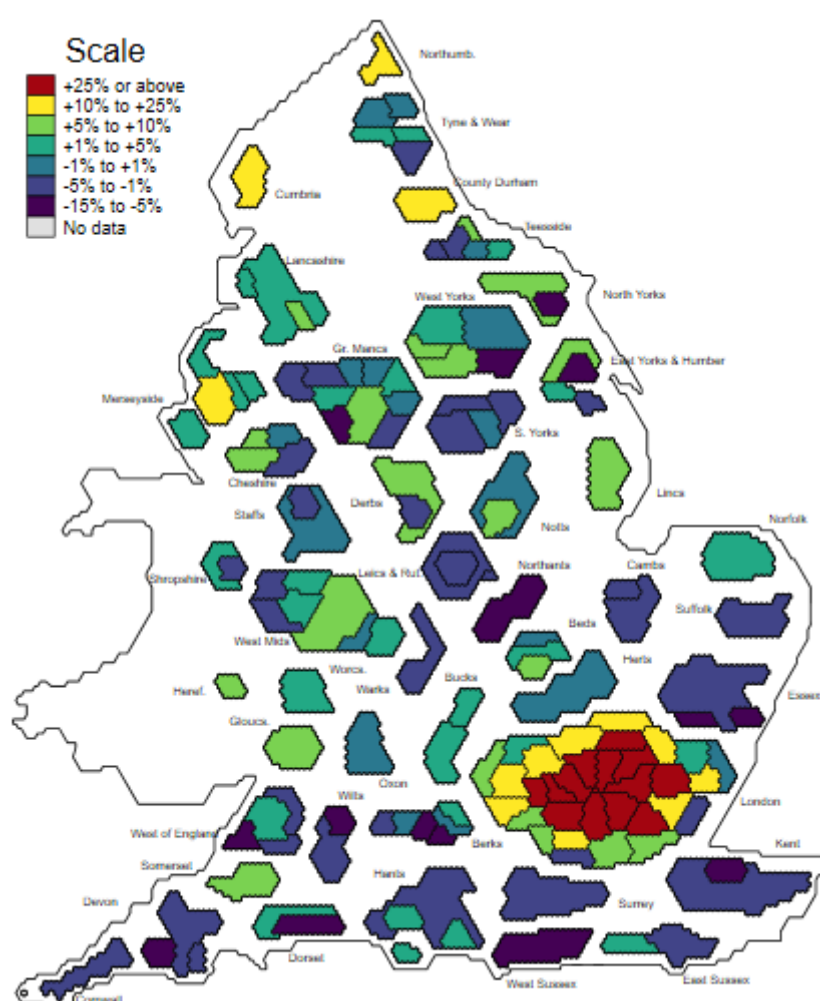 Scale
+25% or above
+10% to +25%
+5% to +10%
+1% to +5%
-1% to +1%
-5% to -1%
-15% to -5%
No data
Northumb.
Tyne & Wear
Cumbria
County Durham
Teesside
Lancashire
West Yorks
North Yorks
Gr. Mancs
East Yorks & Humber
Merseyside
S. Yorks
Cheshire
Staffs
Derbs
Notts
Lincs
Norfolk
Shropshire
Leics & Rut.
Northants
Cambs
Suffolk
West Mids
Beds
Herts
Essex
Worcs.
Warks
Bucks
Heref.
Gloucs.
Oxon
London
Wilts
West of England
Berks
Kent
Somerset
Hants
Devon
Surrey
Dorset
West Sussex
East Sussex
Cornwall